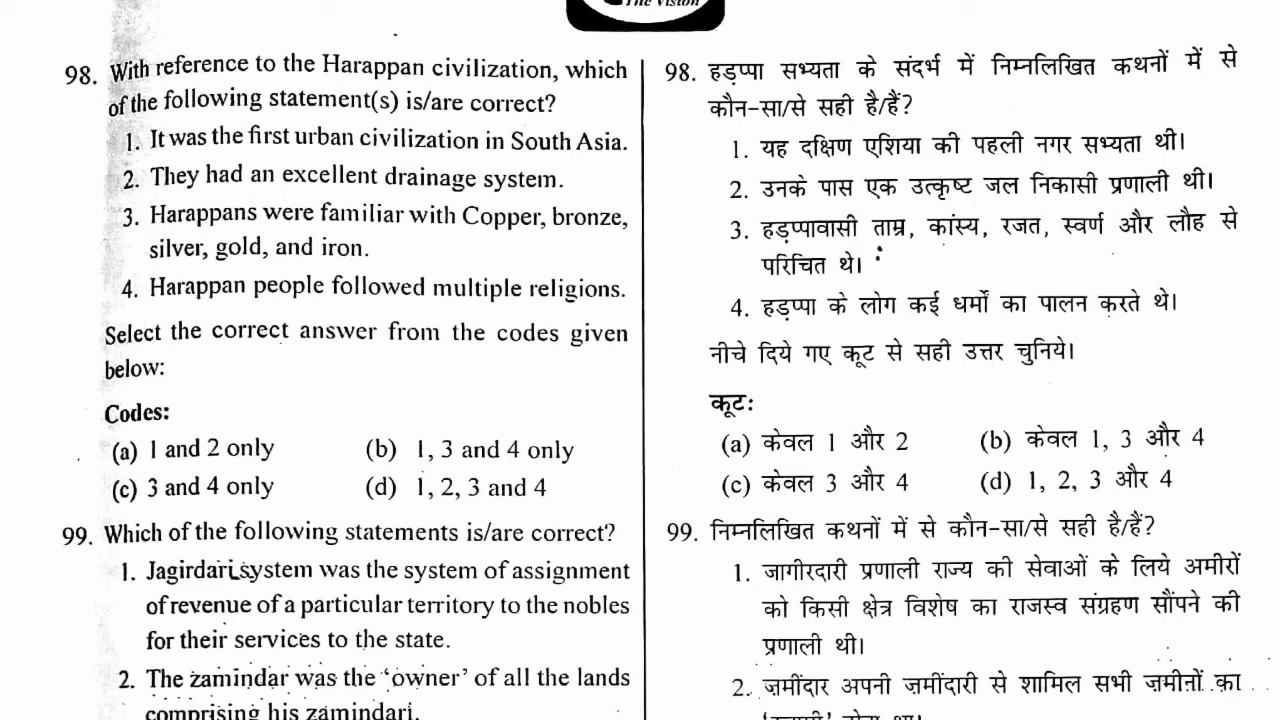 The Vision
98. With reference to the Harappan civilization, which
of the following statement(s) is/are correct?
1. It was the first urban civilization in South Asia.
2. They had an excellent drainage system.
3. Harappans were familiar with Copper, bronze,
silver, gold, and iron.
4. Harappan people followed multiple religions.
Select the correct answer from the codes given
below:
Codes:
(a) 1 and 2 only (b) 1, 3 and 4 only
(c) 3 and 4 only (d) 1, 2, 3 and 4
99. Which of the following statements is/are correct?
1. Jagirdari system was the system of assignment
of revenue of a particular territory to the nobles
for their services to the state.
2. The zamindar was the ‘owner’ of all the lands
comprising his zamindari.
98. हड़प्पा सभ्यता के संदर्भ में निम्नलिखित कथनों में से
कौन-सा/से सही है/हैं?
1. यह दक्षिण एशिया की पहली नगर सभ्यता थी।
2. उनके पास एक उत्कृष्ट जल निकासी प्रणाली थी।
3. हड़प्पावासी ताम्र, कांस्य, रजत, स्वर्ण और लौह से
परिचित थे।
4. हड़प्पा के लोग कई धर्मों का पालन करते थे।
नीचे दिये गए कूट से सही उत्तर चुनिये।
कूटः
(a) केवल 1 और 2 (b) केवल 1, 3 और 4
(c) केवल 3 और 4 (d) 1, 2, 3 और 4
99. निम्नलिखित कथनों में से कौन-सा/से सही है/हैं?
1. जागीरदारी प्रणाली राज्य की सेवाओं के लिये अमीरों
को किसी क्षेत्र विशेष का राजस्व संग्रहण सौंपने की
प्रणाली थी।
2. ज़मींदार अपनी ज़मींदारी से शामिल सभी ज़मीनों का